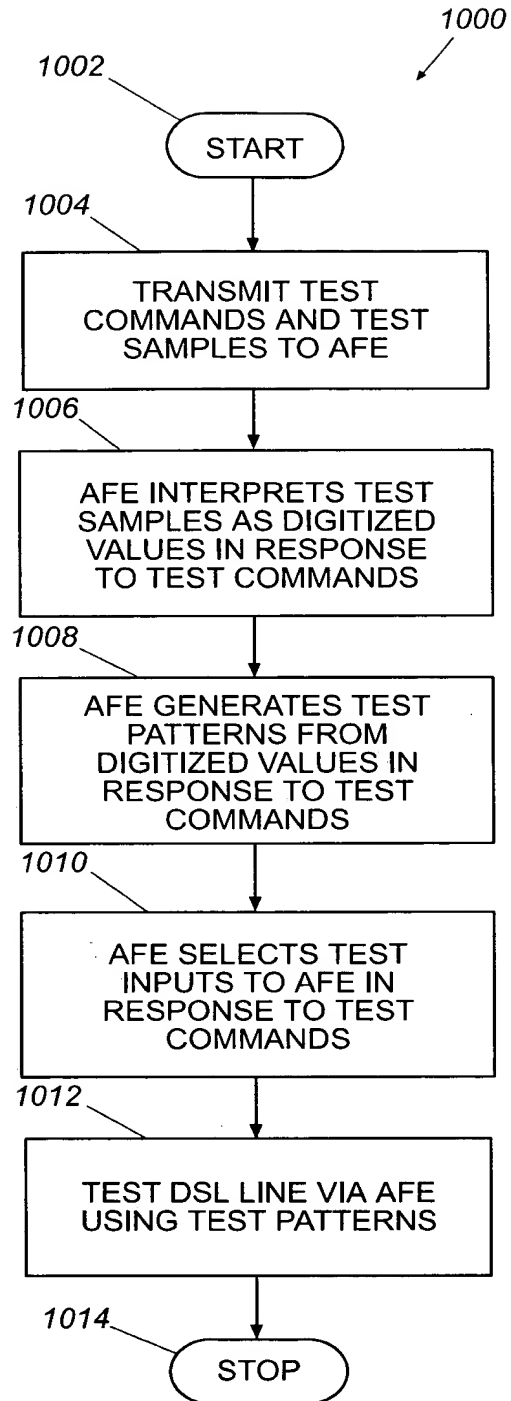 1000
1002
START
1004
TRANSMIT TEST
COMMANDS AND TEST
SAMPLES TO AFE
1006
AFE INTERPRETS TEST
SAMPLES AS DIGITIZED
VALUES IN RESPONSE
TO TEST COMMANDS
1008
AFE GENERATES TEST
PATTERNS FROM
DIGITIZED VALUES IN
RESPONSE TO TEST
COMMANDS
1010
AFE SELECTS TEST
INPUTS TO AFE IN
RESPONSE TO TEST
COMMANDS
1012
TEST DSL LINE VIA AFE
USING TEST PATTERNS
1014
STOP